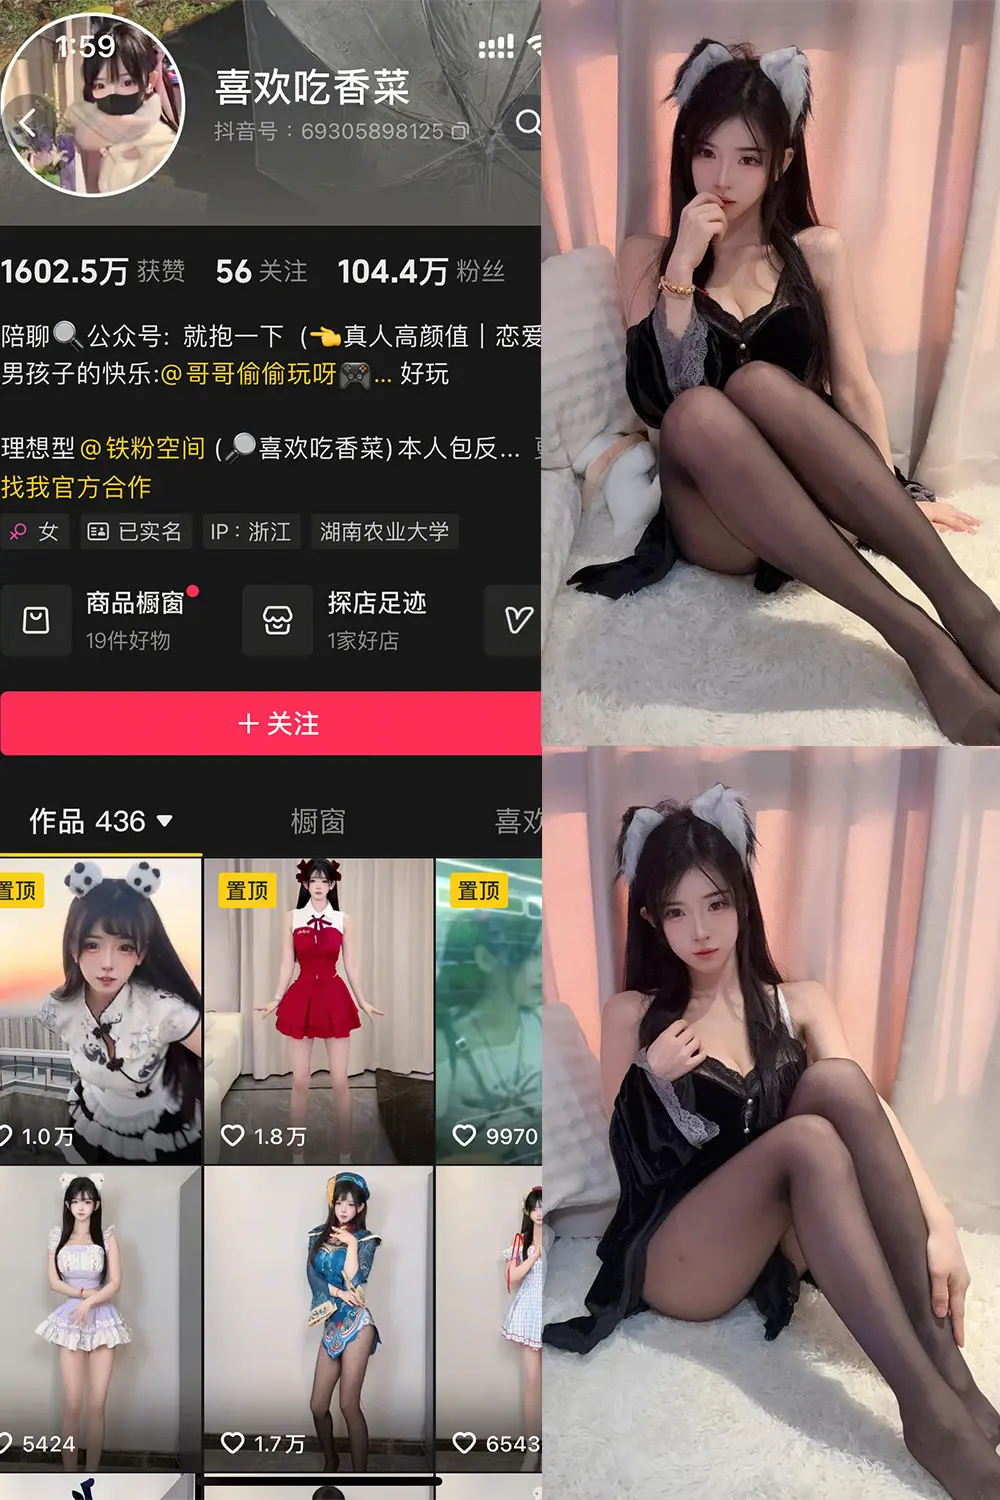 1:59
喜欢吃香菜
抖音号：69305898125
1602.5万 获赞 56 关注 104.4万 粉丝
陪聊🔍公众号: 就抱一下 (👈真人高颜值｜恋爱
男孩子的快乐:@哥哥偷偷玩呀🎮... 好玩
理想型@铁粉空间 (🔎喜欢吃香菜)本人包反...
找我官方合作
女 已实名 IP：浙江 湖南农业大学
商品橱窗 探店足迹
19件好物 1家好店
＋关注
作品 436 橱窗 喜欢
置顶 置顶 置顶
1.0万 1.8万 9970
5424 1.7万 6543